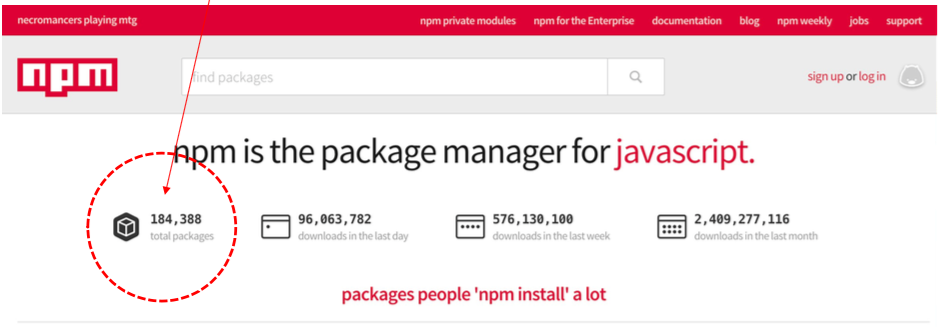 necromancers playing mtg
npm private modules npm for the Enterprise documentation blog npm weekly jobs support
npm
find packages
sign up or log in
npm is the package manager for javascript.
184,388
total packages
96,063,782
downloads in the last day
576,130,100
downloads in the last week
2,409,277,116
downloads in the last month
packages people 'npm install' a lot